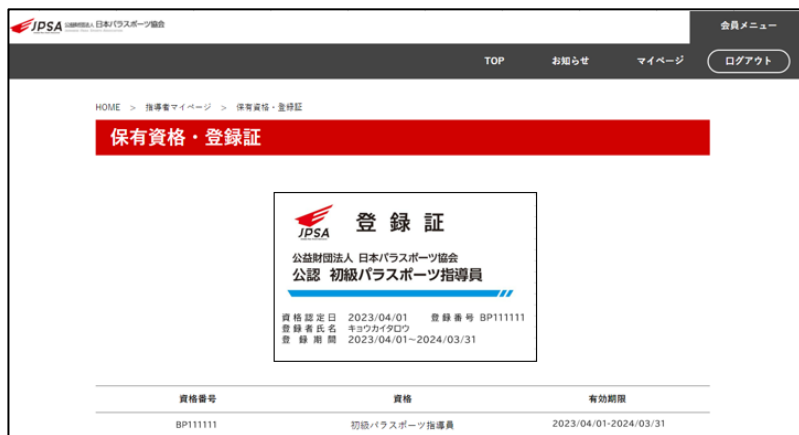 JPSA 公益財団法人 日本パラスポーツ協会
会員メニュー
TOP お知らせ マイページ ログアウト
HOME > 指導者マイページ > 保有資格・登録証
保有資格・登録証
JPSA 登録証
公益財団法人 日本パラスポーツ協会
公認 初級パラスポーツ指導員
資格認定日 2023/04/01 登録番号 BP111111
登録者氏名 キョウカイタロウ
登録期間 2023/04/01~2024/03/31
資格番号 資格 有効期限
BP111111 初級パラスポーツ指導員 2023/04/01-2024/03/31